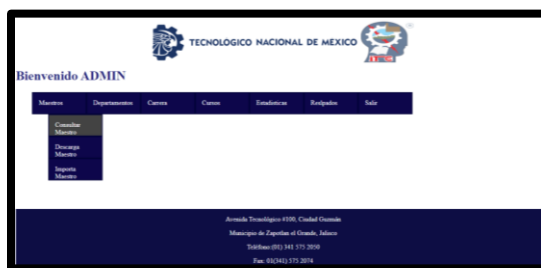 TECNOLOGICO NACIONAL DE MEXICO
Bienvenido ADMIN
Maestros Departamentos Carrera Cursos Estadisticas Respaldos Salir
Consultar
Maestro
Descarga
Maestro
Importa
Maestro
Avenida Tecnológico #100, Ciudad Guzmán
Municipio de Zapotlan el Grande, Jalisco
Teléfono:(01) 341 575 2050
Fax: 01(341) 575 2074